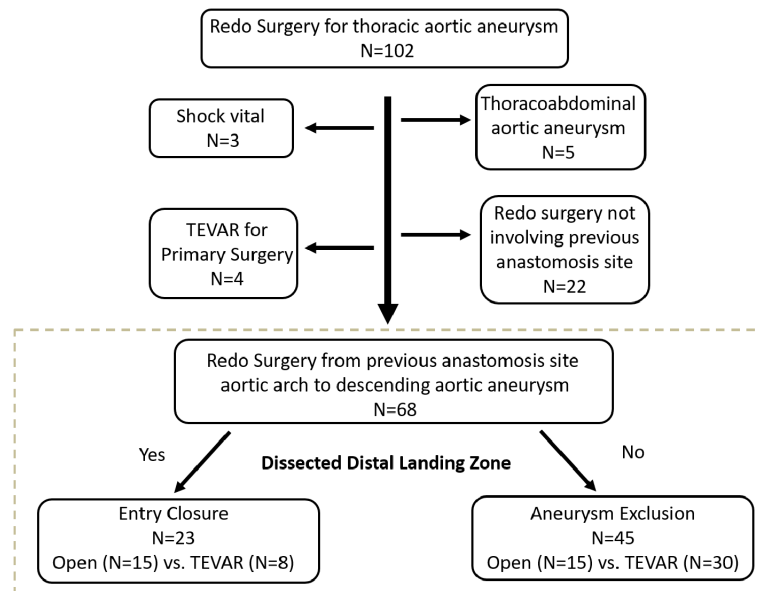 Redo Surgery for thoracic aortic aneurysm
N=102
Shock vital
N=3
Thoracoabdominal
aortic aneurysm
N=5
TEVAR for
Primary Surgery
N=4
Redo surgery not
involving previous
anastomosis site
N=22
Redo Surgery from previous anastomosis site
aortic arch to descending aortic aneurysm
N=68
Yes
Dissected Distal Landing Zone
No
Entry Closure
N=23
Open (N=15) vs. TEVAR (N=8)
Aneurysm Exclusion
N=45
Open (N=15) vs. TEVAR (N=30)